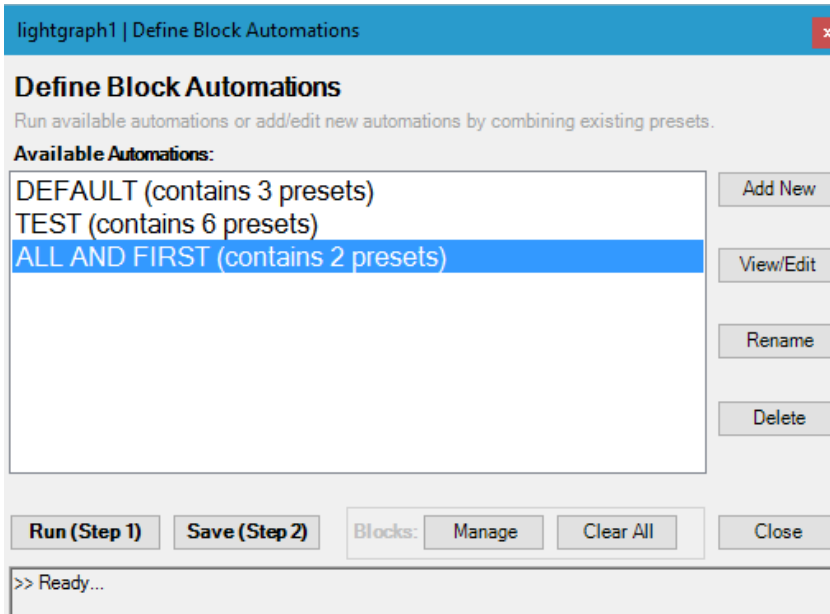 lightgraph1 | Define Block Automations
x
Define Block Automations
Run available automations or add/edit new automations by combining existing presets.
Available Automations:
DEFAULT (contains 3 presets)
TEST (contains 6 presets)
ALL AND FIRST (contains 2 presets)
Add New
View/Edit
Rename
Delete
Run (Step 1) Save (Step 2) Blocks: Manage Clear All Close
>> Ready...